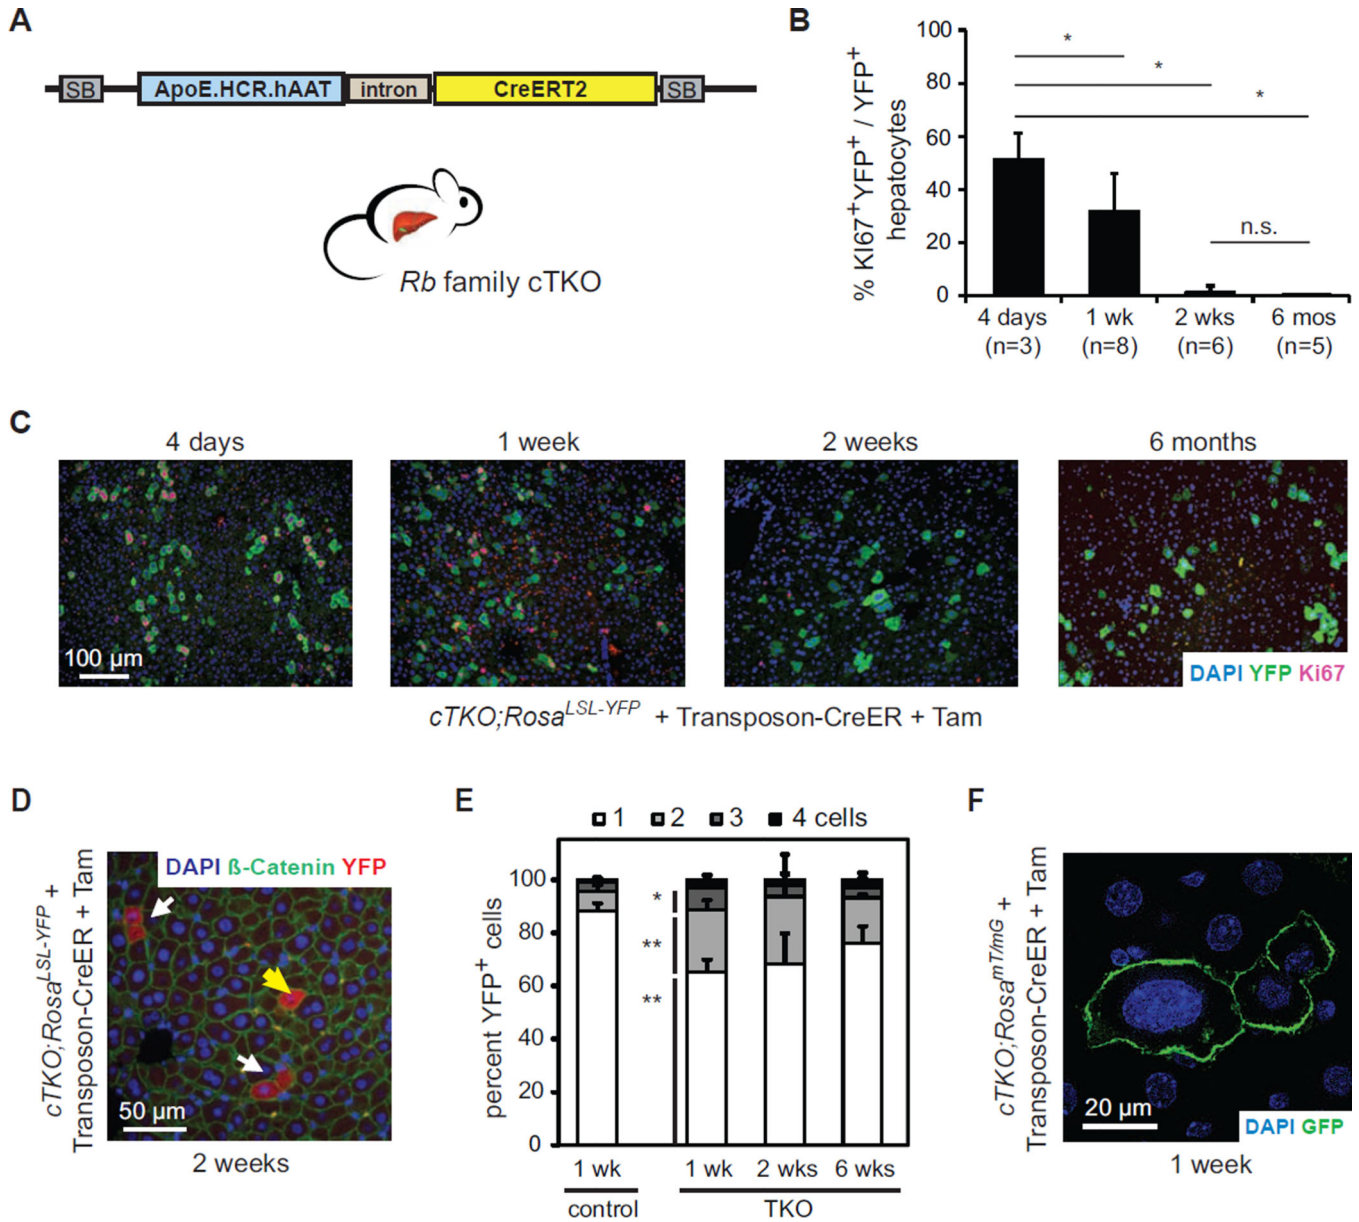 A
SB ApoE.HCR.hAAT intron CreERT2 SB
Rb family cTKO
B
% KI67+YFP+ / YFP+
hepatocytes
100
80
60
40
20
0
*
*
*
n.s.
4 days 1 wk 2 wks 6 mos
(n=3) (n=8) (n=6) (n=5)
C
4 days 1 week 2 weeks 6 months
100 µm
DAPI YFP Ki67
cTKO;RosaLSL-YFP + Transposon-CreER + Tam
D
cTKO;RosaLSL-YFP +
Transposon-CreER + Tam
DAPI ß-Catenin YFP
50 µm
2 weeks
E
1 2 3 4 cells
percent YFP+ cells
100
80
60
40
20
0
*
**
**
1 wk 1 wk 2 wks 6 wks
control TKO
F
cTKO;RosamT/mG +
Transposon-CreER + Tam
20 µm
DAPI GFP
1 week